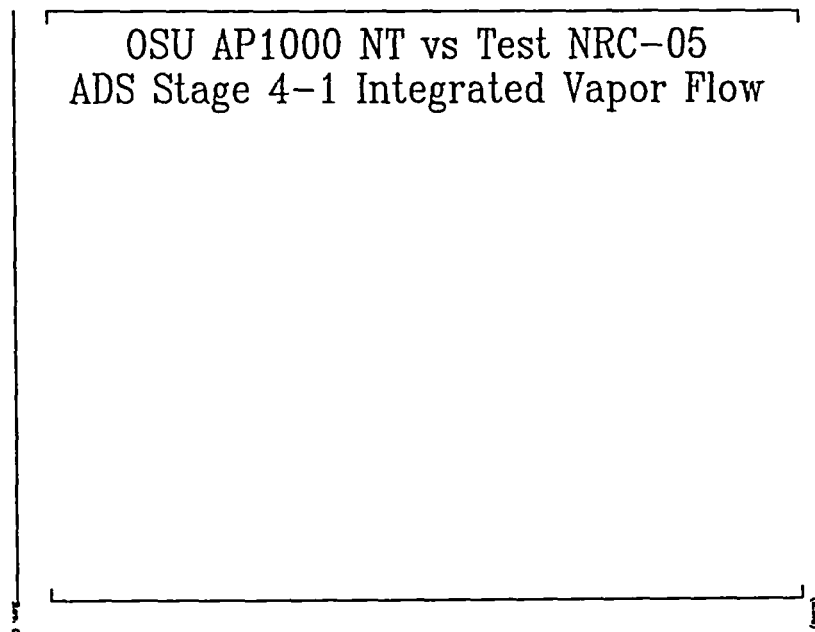 OSU AP1000 NT vs Test NRC-05
ADS Stage 4-1 Integrated Vapor Flow